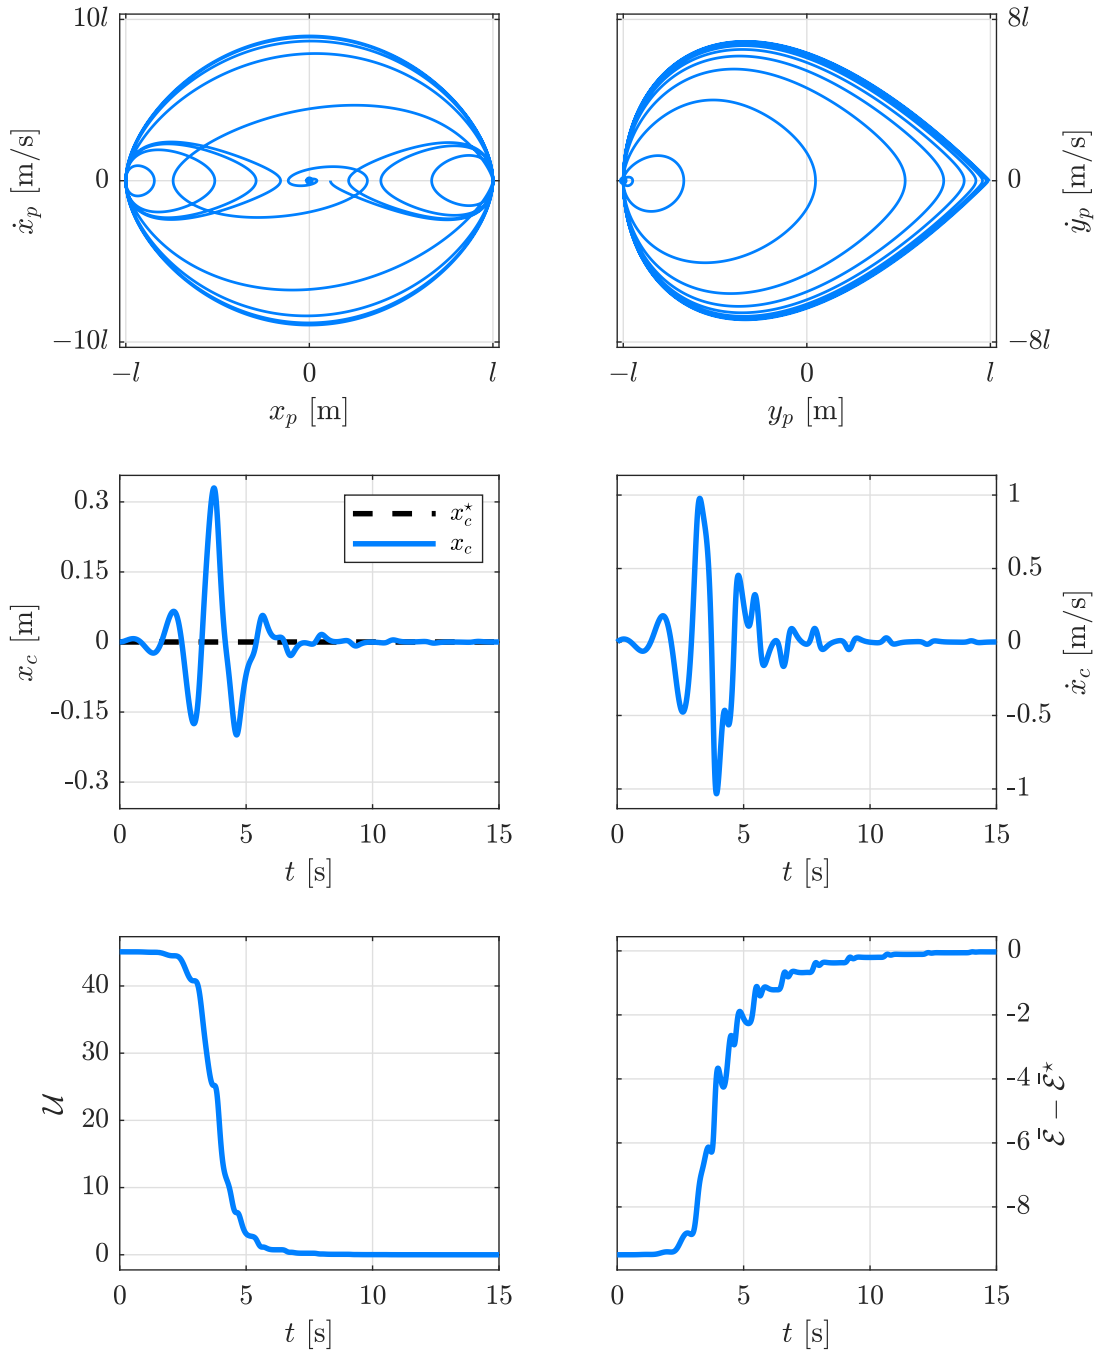 10l
0
−10l
ẋ_p [m/s]
−l 0 l
x_p [m]
8l
0
−8l
ẏ_p [m/s]
−l 0 l
y_p [m]
0.3
0.15
0
-0.15
-0.3
x_c [m]
x_c^⋆
x_c
0 5 10 15
t [s]
1
0.5
0
-0.5
-1
ẋ_c [m/s]
0 5 10 15
t [s]
40
30
20
10
0
𝒰
0 5 10 15
t [s]
0
-2
-4
-6
-8
ℰ̄ − ℰ̄^⋆
0 5 10 15
t [s]